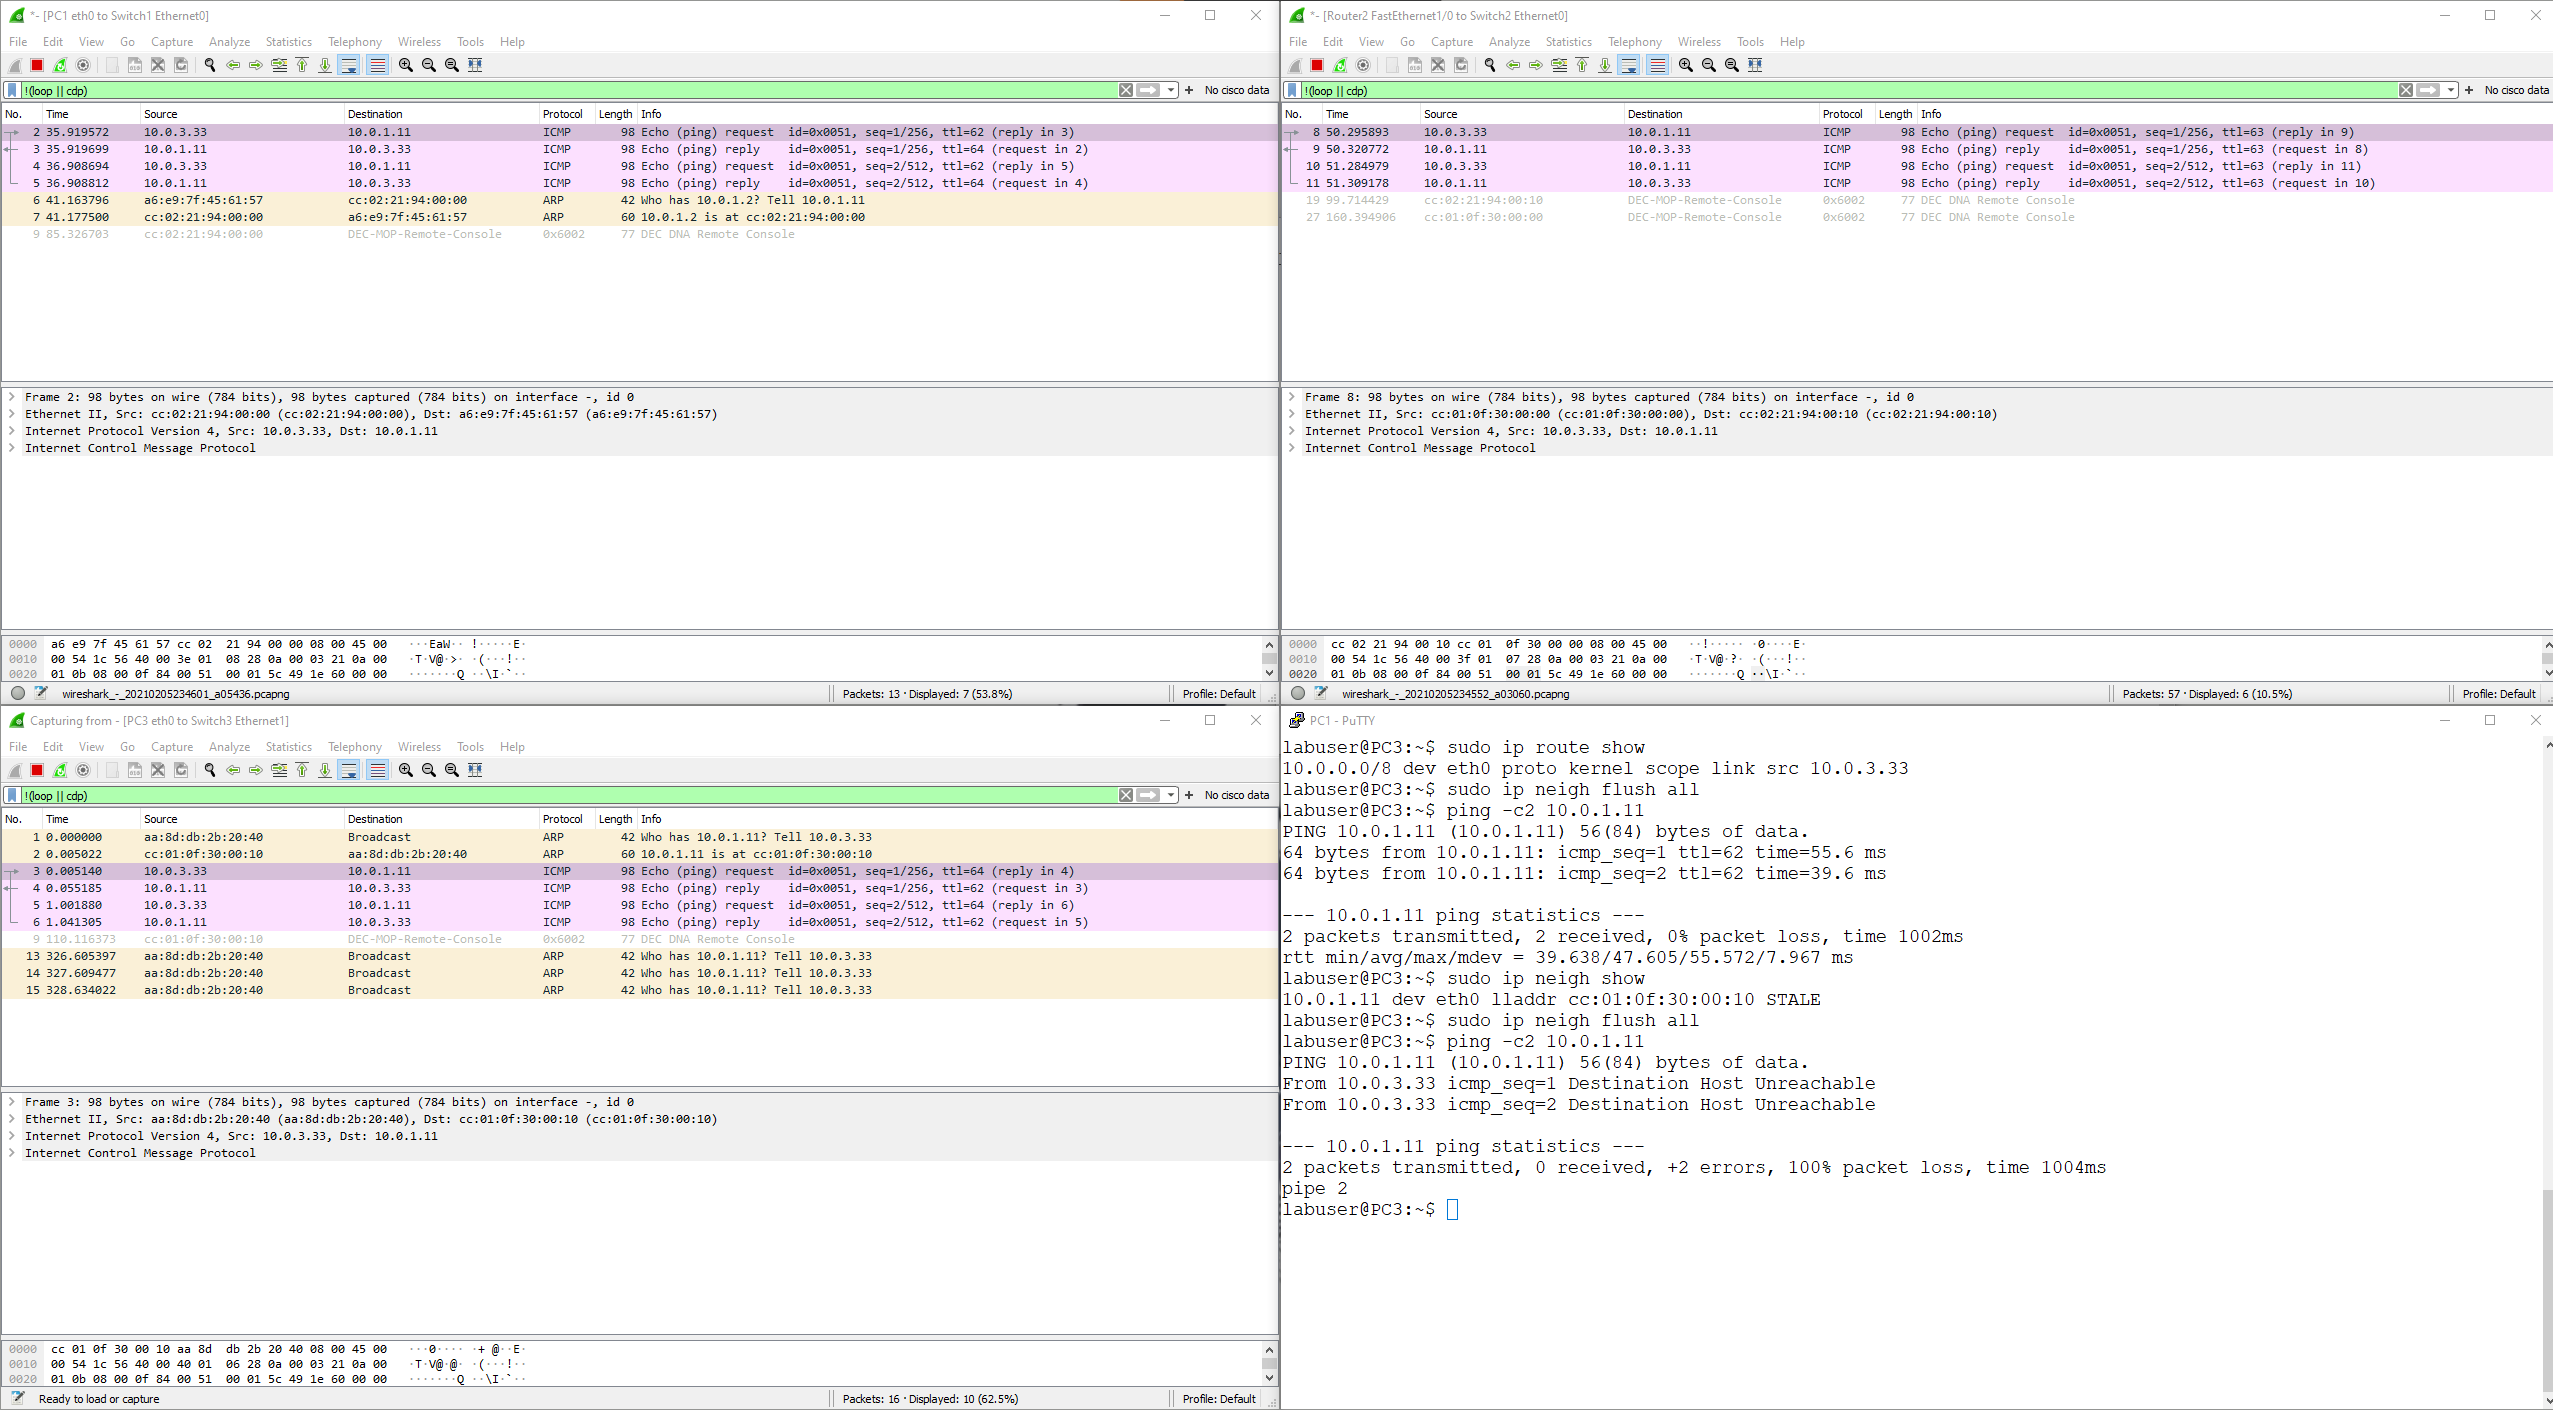 *- [PC1 eth0 to Switch1 Ethernet0]
File Edit View Go Capture Analyze Statistics Telephony Wireless Tools Help
!(loop || cdp)
+ No cisco data
No. Time Source Destination Protocol Length Info
2 35.919572 10.0.3.33 10.0.1.11 ICMP 98 Echo (ping) request id=0x0051, seq=1/256, ttl=62 (reply in 3)
3 35.919699 10.0.1.11 10.0.3.33 ICMP 98 Echo (ping) reply id=0x0051, seq=1/256, ttl=64 (request in 2)
4 36.908694 10.0.3.33 10.0.1.11 ICMP 98 Echo (ping) request id=0x0051, seq=2/512, ttl=62 (reply in 5)
5 36.908812 10.0.1.11 10.0.3.33 ICMP 98 Echo (ping) reply id=0x0051, seq=2/512, ttl=64 (request in 4)
6 41.163796 a6:e9:7f:45:61:57 cc:02:21:94:00:00 ARP 42 Who has 10.0.1.2? Tell 10.0.1.11
7 41.177500 cc:02:21:94:00:00 a6:e9:7f:45:61:57 ARP 60 10.0.1.2 is at cc:02:21:94:00:00
9 85.326703 cc:02:21:94:00:00 DEC-MOP-Remote-Console 0x6002 77 DEC DNA Remote Console
Frame 2: 98 bytes on wire (784 bits), 98 bytes captured (784 bits) on interface -, id 0
Ethernet II, Src: cc:02:21:94:00:00 (cc:02:21:94:00:00), Dst: a6:e9:7f:45:61:57 (a6:e9:7f:45:61:57)
Internet Protocol Version 4, Src: 10.0.3.33, Dst: 10.0.1.11
Internet Control Message Protocol
0000 a6 e9 7f 45 61 57 cc 02 21 94 00 00 08 00 45 00 ···EaW·· !·····E·
0010 00 54 1c 56 40 00 3e 01 08 28 0a 00 03 21 0a 00 ·T·V@·>· ·(···!··
0020 01 0b 08 00 0f 84 00 51 00 01 5c 49 1e 60 00 00 ·······Q ··\I·`··
wireshark_-_20210205234601_a05436.pcapng Packets: 13 · Displayed: 7 (53.8%) Profile: Default
*- [Router2 FastEthernet1/0 to Switch2 Ethernet0]
File Edit View Go Capture Analyze Statistics Telephony Wireless Tools Help
!(loop || cdp)
+ No cisco data
No. Time Source Destination Protocol Length Info
8 50.295893 10.0.3.33 10.0.1.11 ICMP 98 Echo (ping) request id=0x0051, seq=1/256, ttl=63 (reply in 9)
9 50.320772 10.0.1.11 10.0.3.33 ICMP 98 Echo (ping) reply id=0x0051, seq=1/256, ttl=63 (request in 8)
10 51.284979 10.0.3.33 10.0.1.11 ICMP 98 Echo (ping) request id=0x0051, seq=2/512, ttl=63 (reply in 11)
11 51.309178 10.0.1.11 10.0.3.33 ICMP 98 Echo (ping) reply id=0x0051, seq=2/512, ttl=63 (request in 10)
19 99.714429 cc:02:21:94:00:10 DEC-MOP-Remote-Console 0x6002 77 DEC DNA Remote Console
27 160.394906 cc:01:0f:30:00:00 DEC-MOP-Remote-Console 0x6002 77 DEC DNA Remote Console
Frame 8: 98 bytes on wire (784 bits), 98 bytes captured (784 bits) on interface -, id 0
Ethernet II, Src: cc:01:0f:30:00:00 (cc:01:0f:30:00:00), Dst: cc:02:21:94:00:10 (cc:02:21:94:00:10)
Internet Protocol Version 4, Src: 10.0.3.33, Dst: 10.0.1.11
Internet Control Message Protocol
0000 cc 02 21 94 00 10 cc 01 0f 30 00 00 08 00 45 00 ··!····· ·0····E·
0010 00 54 1c 56 40 00 3f 01 07 28 0a 00 03 21 0a 00 ·T·V@·?· ·(···!··
0020 01 0b 08 00 0f 84 00 51 00 01 5c 49 1e 60 00 00 ·······Q ··\I·`··
wireshark_-_20210205234552_a03060.pcapng Packets: 57 · Displayed: 6 (10.5%) Profile: Default
Capturing from - [PC3 eth0 to Switch3 Ethernet1]
File Edit View Go Capture Analyze Statistics Telephony Wireless Tools Help
!(loop || cdp)
+ No cisco data
No. Time Source Destination Protocol Length Info
1 0.000000 aa:8d:db:2b:20:40 Broadcast ARP 42 Who has 10.0.1.11? Tell 10.0.3.33
2 0.005022 cc:01:0f:30:00:10 aa:8d:db:2b:20:40 ARP 60 10.0.1.11 is at cc:01:0f:30:00:10
3 0.005140 10.0.3.33 10.0.1.11 ICMP 98 Echo (ping) request id=0x0051, seq=1/256, ttl=64 (reply in 4)
4 0.055185 10.0.1.11 10.0.3.33 ICMP 98 Echo (ping) reply id=0x0051, seq=1/256, ttl=62 (request in 3)
5 1.001880 10.0.3.33 10.0.1.11 ICMP 98 Echo (ping) request id=0x0051, seq=2/512, ttl=64 (reply in 6)
6 1.041305 10.0.1.11 10.0.3.33 ICMP 98 Echo (ping) reply id=0x0051, seq=2/512, ttl=62 (request in 5)
9 110.116373 cc:01:0f:30:00:10 DEC-MOP-Remote-Console 0x6002 77 DEC DNA Remote Console
13 326.605397 aa:8d:db:2b:20:40 Broadcast ARP 42 Who has 10.0.1.11? Tell 10.0.3.33
14 327.609477 aa:8d:db:2b:20:40 Broadcast ARP 42 Who has 10.0.1.11? Tell 10.0.3.33
15 328.634022 aa:8d:db:2b:20:40 Broadcast ARP 42 Who has 10.0.1.11? Tell 10.0.3.33
Frame 3: 98 bytes on wire (784 bits), 98 bytes captured (784 bits) on interface -, id 0
Ethernet II, Src: aa:8d:db:2b:20:40 (aa:8d:db:2b:20:40), Dst: cc:01:0f:30:00:10 (cc:01:0f:30:00:10)
Internet Protocol Version 4, Src: 10.0.3.33, Dst: 10.0.1.11
Internet Control Message Protocol
0000 cc 01 0f 30 00 10 aa 8d db 2b 20 40 08 00 45 00 ···0···· ·+ @··E·
0010 00 54 1c 56 40 00 40 01 06 28 0a 00 03 21 0a 00 ·T·V@·@· ·(···!··
0020 01 0b 08 00 0f 84 00 51 00 01 5c 49 1e 60 00 00 ·······Q ··\I·`··
Ready to load or capture Packets: 16 · Displayed: 10 (62.5%) Profile: Default
PC1 - PuTTY
labuser@PC3:~$ sudo ip route show
10.0.0.0/8 dev eth0 proto kernel scope link src 10.0.3.33
labuser@PC3:~$ sudo ip neigh flush all
labuser@PC3:~$ ping -c2 10.0.1.11
PING 10.0.1.11 (10.0.1.11) 56(84) bytes of data.
64 bytes from 10.0.1.11: icmp_seq=1 ttl=62 time=55.6 ms
64 bytes from 10.0.1.11: icmp_seq=2 ttl=62 time=39.6 ms
--- 10.0.1.11 ping statistics ---
2 packets transmitted, 2 received, 0% packet loss, time 1002ms
rtt min/avg/max/mdev = 39.638/47.605/55.572/7.967 ms
labuser@PC3:~$ sudo ip neigh show
10.0.1.11 dev eth0 lladdr cc:01:0f:30:00:10 STALE
labuser@PC3:~$ sudo ip neigh flush all
labuser@PC3:~$ ping -c2 10.0.1.11
PING 10.0.1.11 (10.0.1.11) 56(84) bytes of data.
From 10.0.3.33 icmp_seq=1 Destination Host Unreachable
From 10.0.3.33 icmp_seq=2 Destination Host Unreachable
--- 10.0.1.11 ping statistics ---
2 packets transmitted, 0 received, +2 errors, 100% packet loss, time 1004ms
pipe 2
labuser@PC3:~$